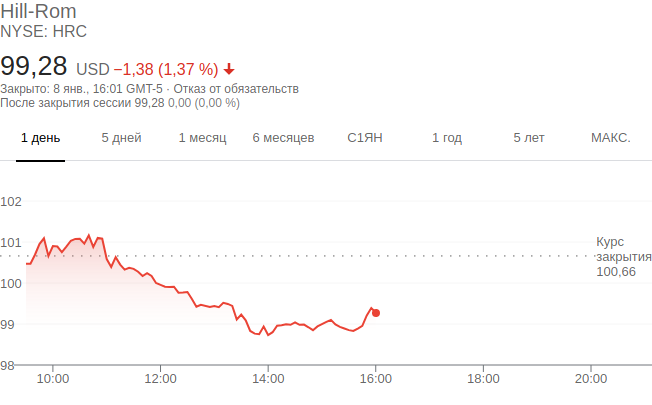 Hill-Rom
NYSE: HRC
99,28 USD −1,38 (1,37 %)
Закрыто: 8 янв., 16:01 GMT-5 · Отказ от обязательств
После закрытия сессии 99,28 0,00 (0,00 %)
1 день 5 дней 1 месяц 6 месяцев С1ЯН 1 год 5 лет МАКС.
102
101
Курс
закрытия
100,66
100
99
98
10:00 12:00 14:00 16:00 18:00 20:00